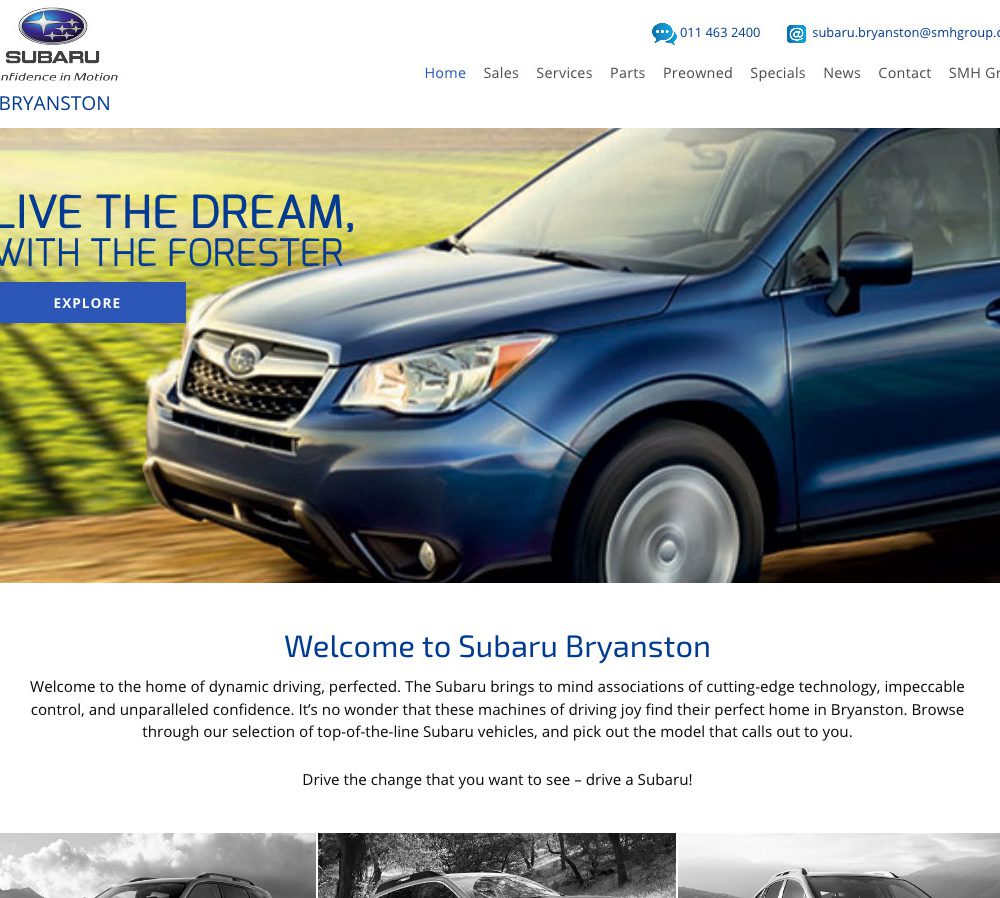 SUBARU
nfidence in Motion
BRYANSTON
011 463 2400
subaru.bryanston@smhgroup.c
Home Sales Services Parts Preowned Specials News Contact SMH Gr
LIVE THE DREAM,
WITH THE FORESTER
EXPLORE
Welcome to Subaru Bryanston
Welcome to the home of dynamic driving, perfected. The Subaru brings to mind associations of cutting-edge technology, impeccable
control, and unparalleled confidence. It’s no wonder that these machines of driving joy find their perfect home in Bryanston. Browse
through our selection of top-of-the-line Subaru vehicles, and pick out the model that calls out to you.
Drive the change that you want to see – drive a Subaru!